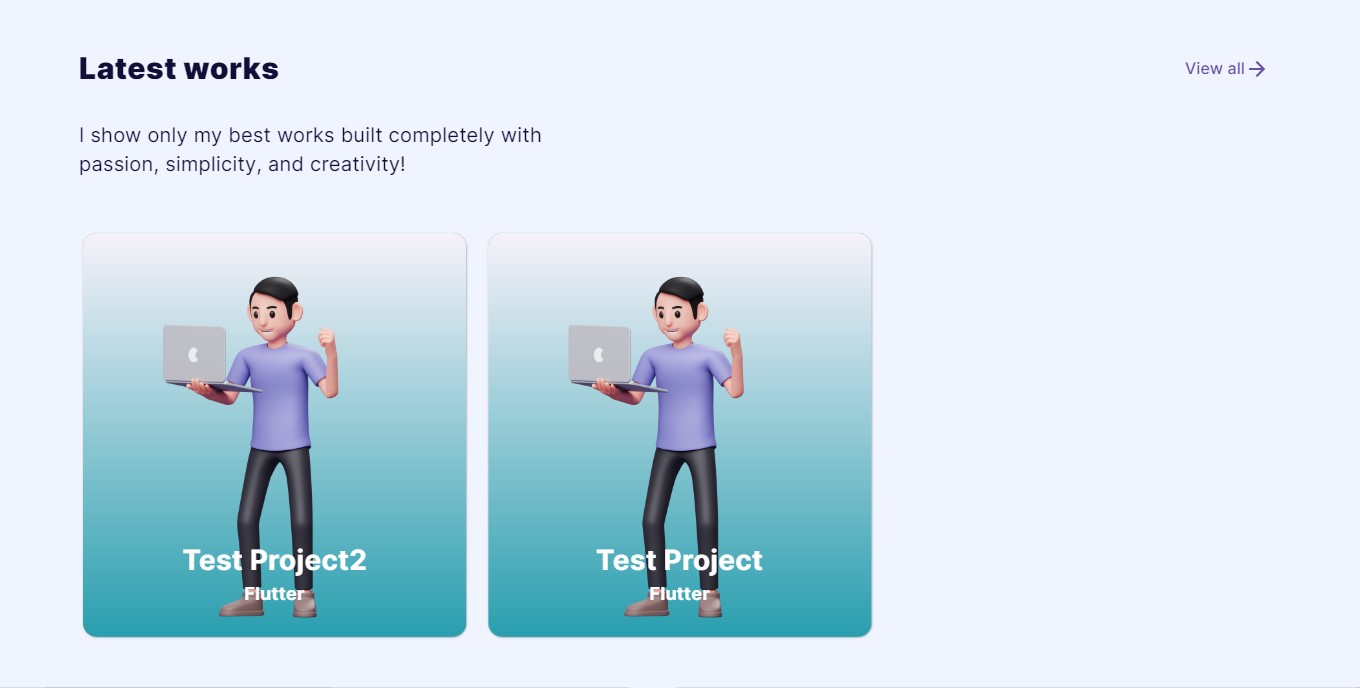 Latest works
View all
I show only my best works built completely with
passion, simplicity, and creativity!
Test Project2
Flutter
Test Project
Flutter